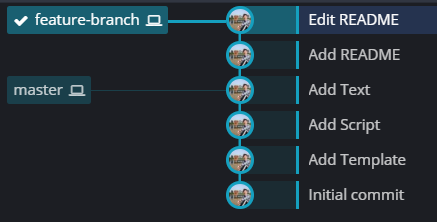 feature-branch Edit README
Add README
master Add Text
Add Script
Add Template
Initial commit